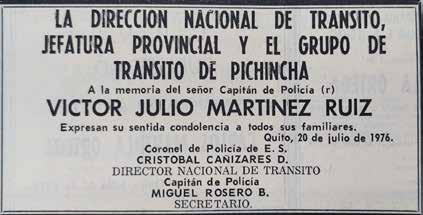 LA DIRECCION NACIONAL DE TRANSITO,
JEFATURA PROVINCIAL Y EL GRUPO DE
TRANSITO DE PICHINCHA
A la memoria del señor Capitán de Policía (r)
VICTOR JULIO MARTINEZ RUIZ
Expresan su sentida condolencia a todos sus familiares.
Quito, 20 de julio de 1976.
Coronel de Policía de E. S.
CRISTOBAL CAÑIZARES D.
DIRECTOR NACIONAL DE TRANSITO
Capitán de Policía
MIGUEL ROSERO B.
SECRETARIO.